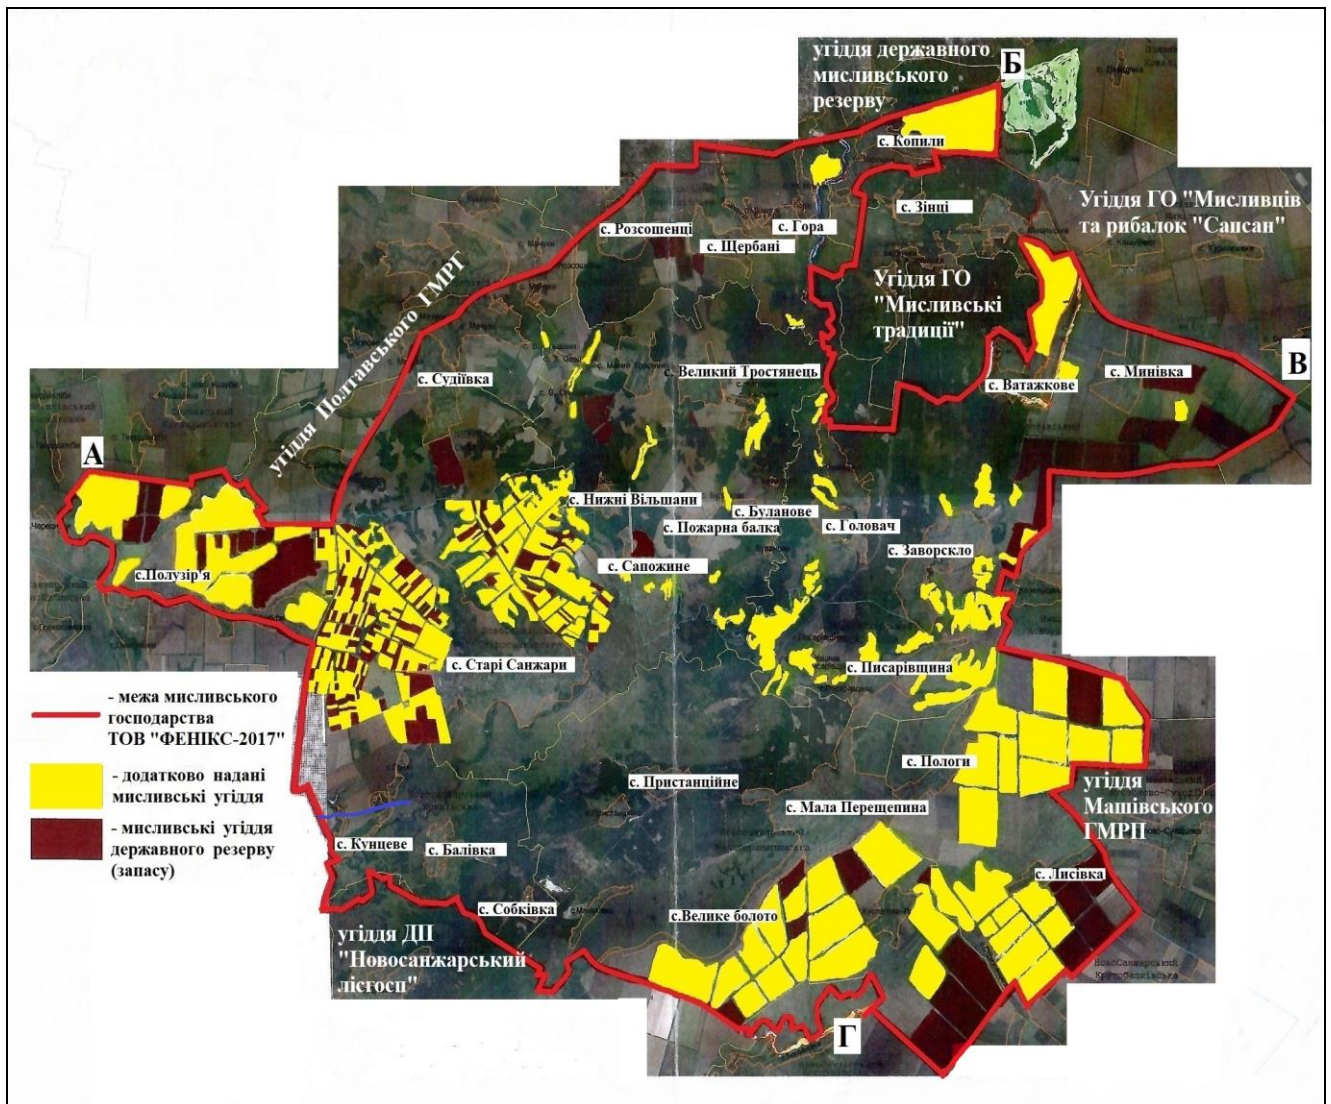 угіддя державного
мисливського
резерву
Б
с. Копили
с. Зінці
Угіддя ГО "Мисливців
та рибалок "Сапсан"
с. Розсошенці
с. Гора
с. Щербані
Угіддя ГО
"Мисливські
традиції"
угіддя Полтавського ГМРГ
с. Судіївка
с. Великий Тростянець
с. Ватажкове
с. Минівка
В
А
с. Нижні Вільшани
с. Буланове
с. Пожарна балка
с. Головач
с. Заворскло
с. Сапожине
с.Полузір'я
с. Старі Санжари
с. Писарівщина
- межа мисливського
господарства
ТОВ "ФЕНІКС-2017"
- додатково надані
мисливські угіддя
- мисливські угіддя
державного резерву
(запасу)
с. Пологи
с. Пристанційне
с. Мала Перещепина
угіддя
Машівського
ГМРП
с. Кунцеве
с. Балівка
с. Лисівка
с. Собківка
с.Велике болото
угіддя ДП
"Новосанжарський
лісгосп"
Г